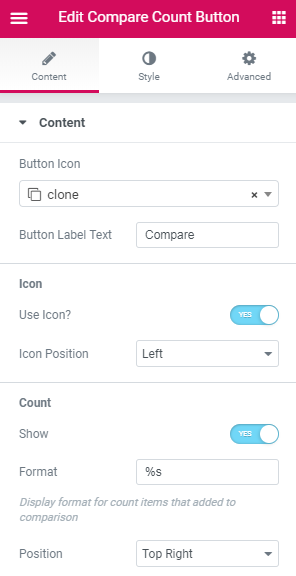 Edit Compare Count Button
Content
Style
Advanced
Content
Button Icon
clone
Button Label Text
Compare
Icon
Use Icon?
YES
Icon Position
Left
Count
Show
YES
Format
%s
Display format for count items that added to
comparison
Position
Top Right